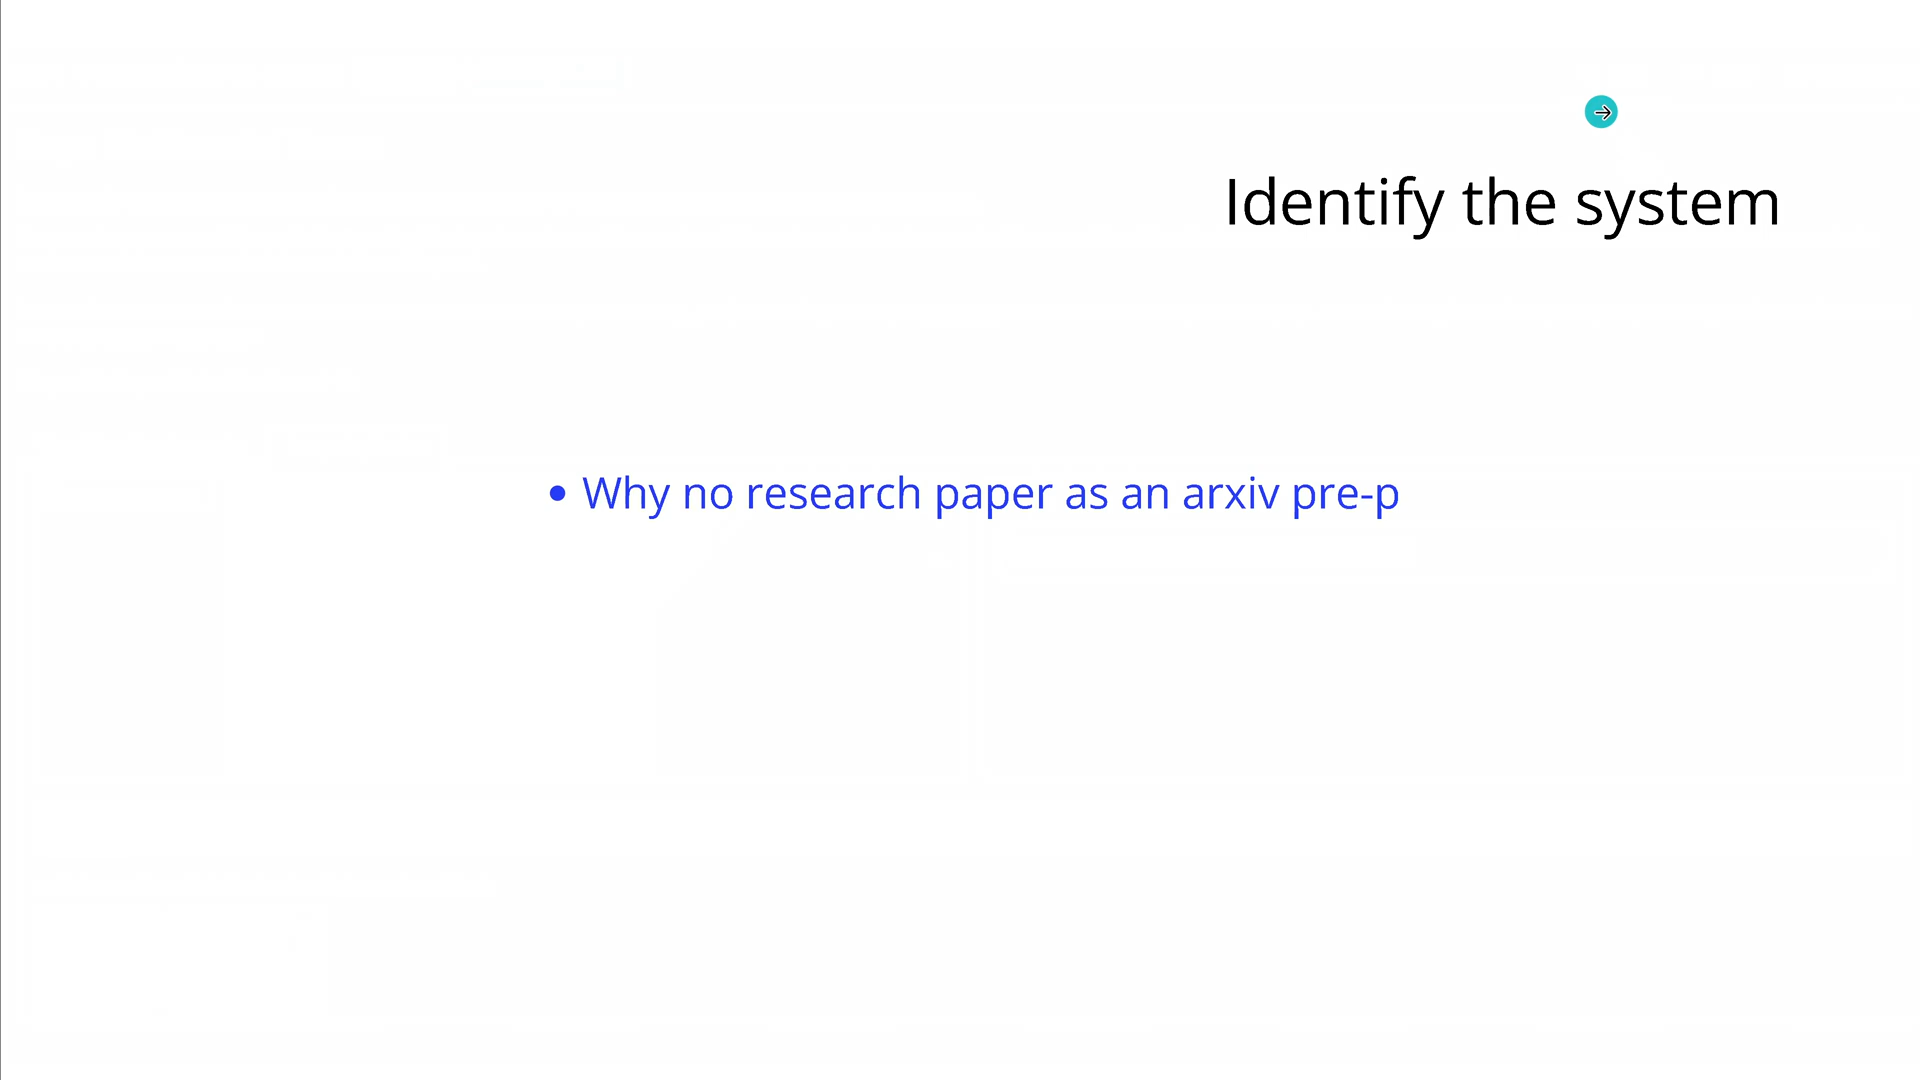 Identify the system
• Why no research paper as an arxiv pre-p